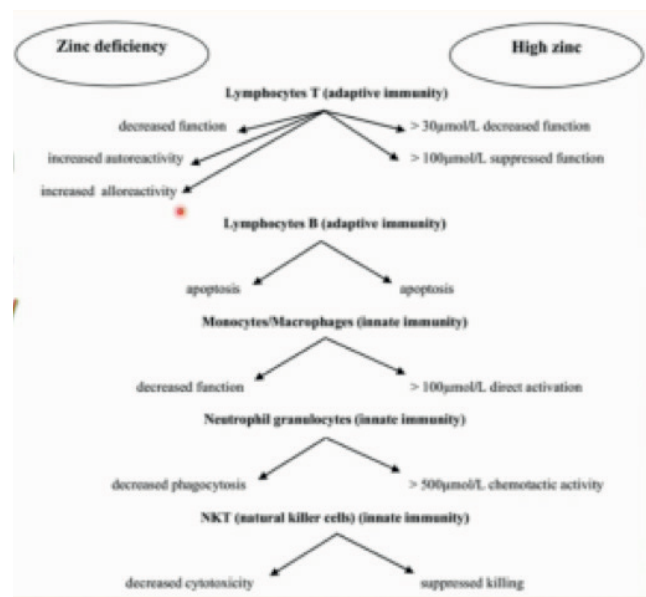 Zinc deficiency
High zinc
Lymphocytes T (adaptive immunity)
decreased function
> 30µmol/L decreased function
increased autoreactivity
> 100µmol/L suppressed function
increased alloreactivity
Lymphocytes B (adaptive immunity)
apoptosis
apoptosis
Monocytes/Macrophages (innate immunity)
decreased function
> 100µmol/L direct activation
Neutrophil granulocytes (innate immunity)
decreased phagocytosis
> 500µmol/L chemotactic activity
NKT (natural killer cells) (innate immunity)
decreased cytotoxicity
suppressed killing